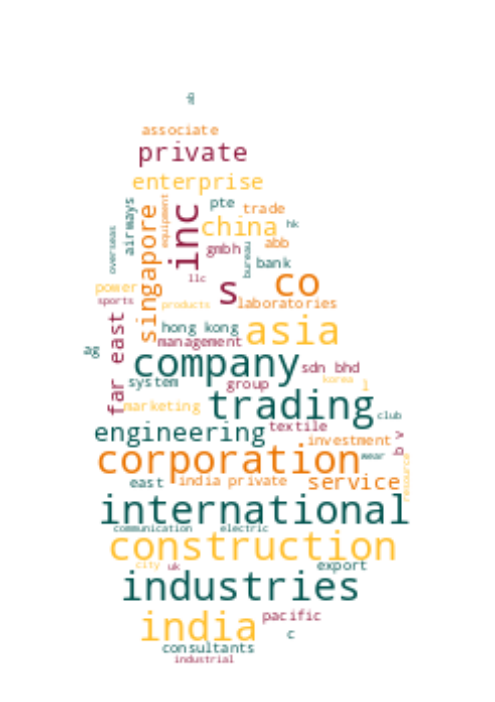 associate
private
enterprise
airways
overseas
equipment
singapore
inc
pte
trade
china
hk
gmbh
abb
bureau
bank
llc
s
co
power
sports
products
laboratories
hong kong
asia
management
far east
ag
company
sdn bhd
system
group
korea
l
marketing
trading
club
engineering
textile
investment
b v
corporation
wear
resource
east
india private
service
international
communication
electric
construction
city
uk
export
industries
india
pacific
c
consultants
industrial